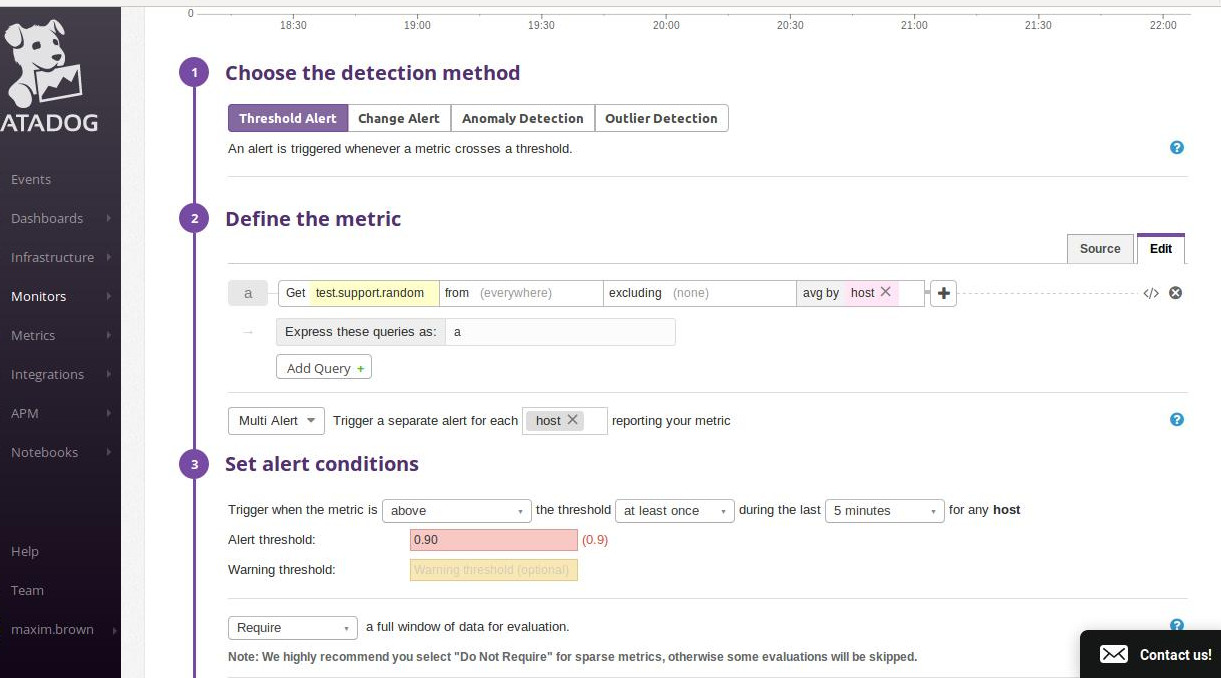 0
18:30 19:00 19:30 20:00 20:30 21:00 21:30 22:00
ATADOG
Events
Dashboards
Infrastructure
Monitors
Metrics
Integrations
APM
Notebooks
Help
Team
maxim.brown
1 Choose the detection method
Threshold Alert Change Alert Anomaly Detection Outlier Detection
An alert is triggered whenever a metric crosses a threshold. ?
2 Define the metric
Source Edit
a Get test.support.random from (everywhere) excluding (none) avg by host × + </>
→ Express these queries as: a
Add Query +
Multi Alert Trigger a separate alert for each host × reporting your metric ?
3 Set alert conditions
Trigger when the metric is above the threshold at least once during the last 5 minutes for any host
Alert threshold: 0.90 (0.9)
Warning threshold: Warning threshold (optional)
Require a full window of data for evaluation. ?
Note: We highly recommend you select "Do Not Require" for sparse metrics, otherwise some evaluations will be skipped.
Contact us!